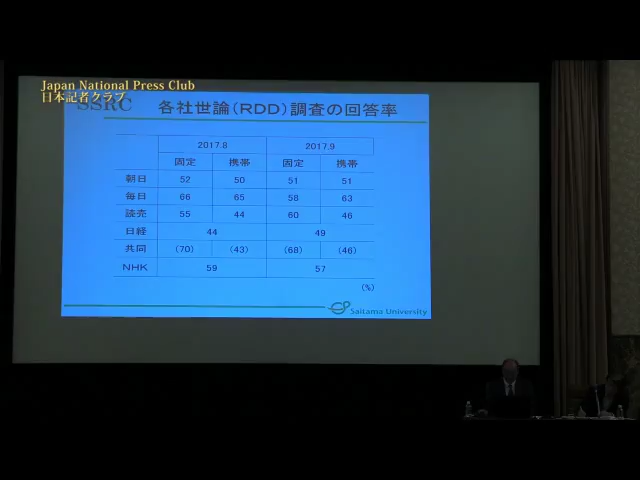 Japan National Press Club
日本記者クラブ
SSRC 各社世論(RDD)調査の回答率
2017.8 2017.9
固定 携帯 固定 携帯
朝日 52 50 51 51
毎日 66 65 58 63
読売 55 44 60 46
日経 44 49
共同 (70) (43) (68) (46)
NHK 59 57
(%)
Saitama University